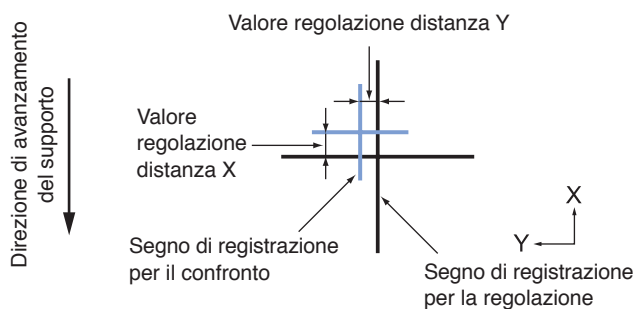 Valore regolazione distanza Y
Direzione di avanzamento
del supporto
Valore
regolazione
distanza X
X
Y
Segno di registrazione
per il confronto
Segno di registrazione
per la regolazione